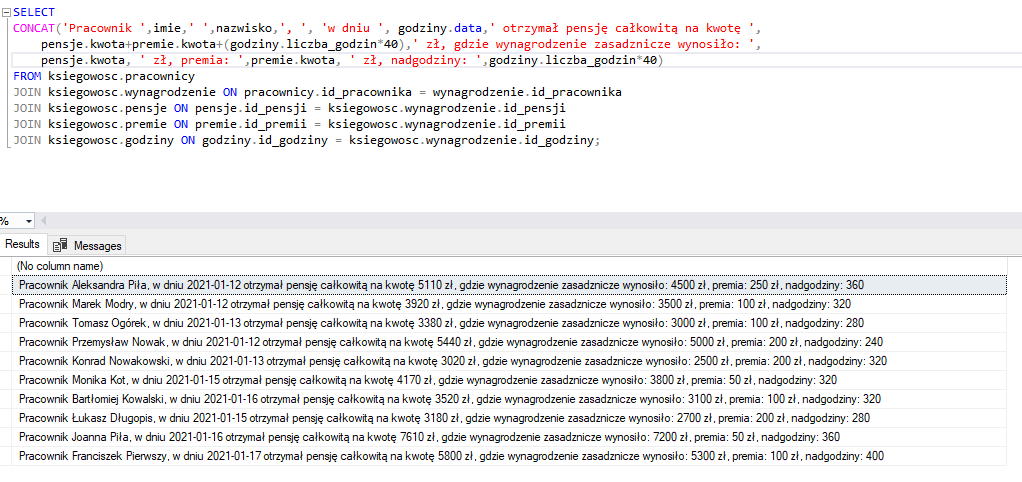 SELECT
CONCAT('Pracownik ',imie,' ',nazwisko,', ', 'w dniu ', godziny.data,' otrzymał pensję całkowitą na kwotę ',
pensje.kwota+premie.kwota+(godziny.liczba_godzin*40),' zł, gdzie wynagrodzenie zasadznicze wynosiło: ',
pensje.kwota, ' zł, premia: ',premie.kwota, ' zł, nadgodziny: ',godziny.liczba_godzin*40)
FROM ksiegowosc.pracownicy
JOIN ksiegowosc.wynagrodzenie ON pracownicy.id_pracownika = wynagrodzenie.id_pracownika
JOIN ksiegowosc.pensje ON pensje.id_pensji = ksiegowosc.wynagrodzenie.id_pensji
JOIN ksiegowosc.premie ON premie.id_premii = ksiegowosc.wynagrodzenie.id_premii
JOIN ksiegowosc.godziny ON godziny.id_godziny = ksiegowosc.wynagrodzenie.id_godziny;
%
Results Messages
(No column name)
Pracownik Aleksandra Piła, w dniu 2021-01-12 otrzymał pensję całkowitą na kwotę 5110 zł, gdzie wynagrodzenie zasadznicze wynosiło: 4500 zł, premia: 250 zł, nadgodziny: 360
Pracownik Marek Modry, w dniu 2021-01-12 otrzymał pensję całkowitą na kwotę 3920 zł, gdzie wynagrodzenie zasadznicze wynosiło: 3500 zł, premia: 100 zł, nadgodziny: 320
Pracownik Tomasz Ogórek, w dniu 2021-01-13 otrzymał pensję całkowitą na kwotę 3380 zł, gdzie wynagrodzenie zasadznicze wynosiło: 3000 zł, premia: 100 zł, nadgodziny: 280
Pracownik Przemysław Nowak, w dniu 2021-01-12 otrzymał pensję całkowitą na kwotę 5440 zł, gdzie wynagrodzenie zasadznicze wynosiło: 5000 zł, premia: 200 zł, nadgodziny: 240
Pracownik Konrad Nowakowski, w dniu 2021-01-13 otrzymał pensję całkowitą na kwotę 3020 zł, gdzie wynagrodzenie zasadznicze wynosiło: 2500 zł, premia: 200 zł, nadgodziny: 320
Pracownik Monika Kot, w dniu 2021-01-15 otrzymał pensję całkowitą na kwotę 4170 zł, gdzie wynagrodzenie zasadznicze wynosiło: 3800 zł, premia: 50 zł, nadgodziny: 320
Pracownik Bartłomiej Kowalski, w dniu 2021-01-16 otrzymał pensję całkowitą na kwotę 3520 zł, gdzie wynagrodzenie zasadznicze wynosiło: 3100 zł, premia: 100 zł, nadgodziny: 320
Pracownik Łukasz Długopis, w dniu 2021-01-15 otrzymał pensję całkowitą na kwotę 3180 zł, gdzie wynagrodzenie zasadznicze wynosiło: 2700 zł, premia: 200 zł, nadgodziny: 280
Pracownik Joanna Piła, w dniu 2021-01-16 otrzymał pensję całkowitą na kwotę 7610 zł, gdzie wynagrodzenie zasadznicze wynosiło: 7200 zł, premia: 50 zł, nadgodziny: 360
Pracownik Franciszek Pierwszy, w dniu 2021-01-17 otrzymał pensję całkowitą na kwotę 5800 zł, gdzie wynagrodzenie zasadznicze wynosiło: 5300 zł, premia: 100 zł, nadgodziny: 400